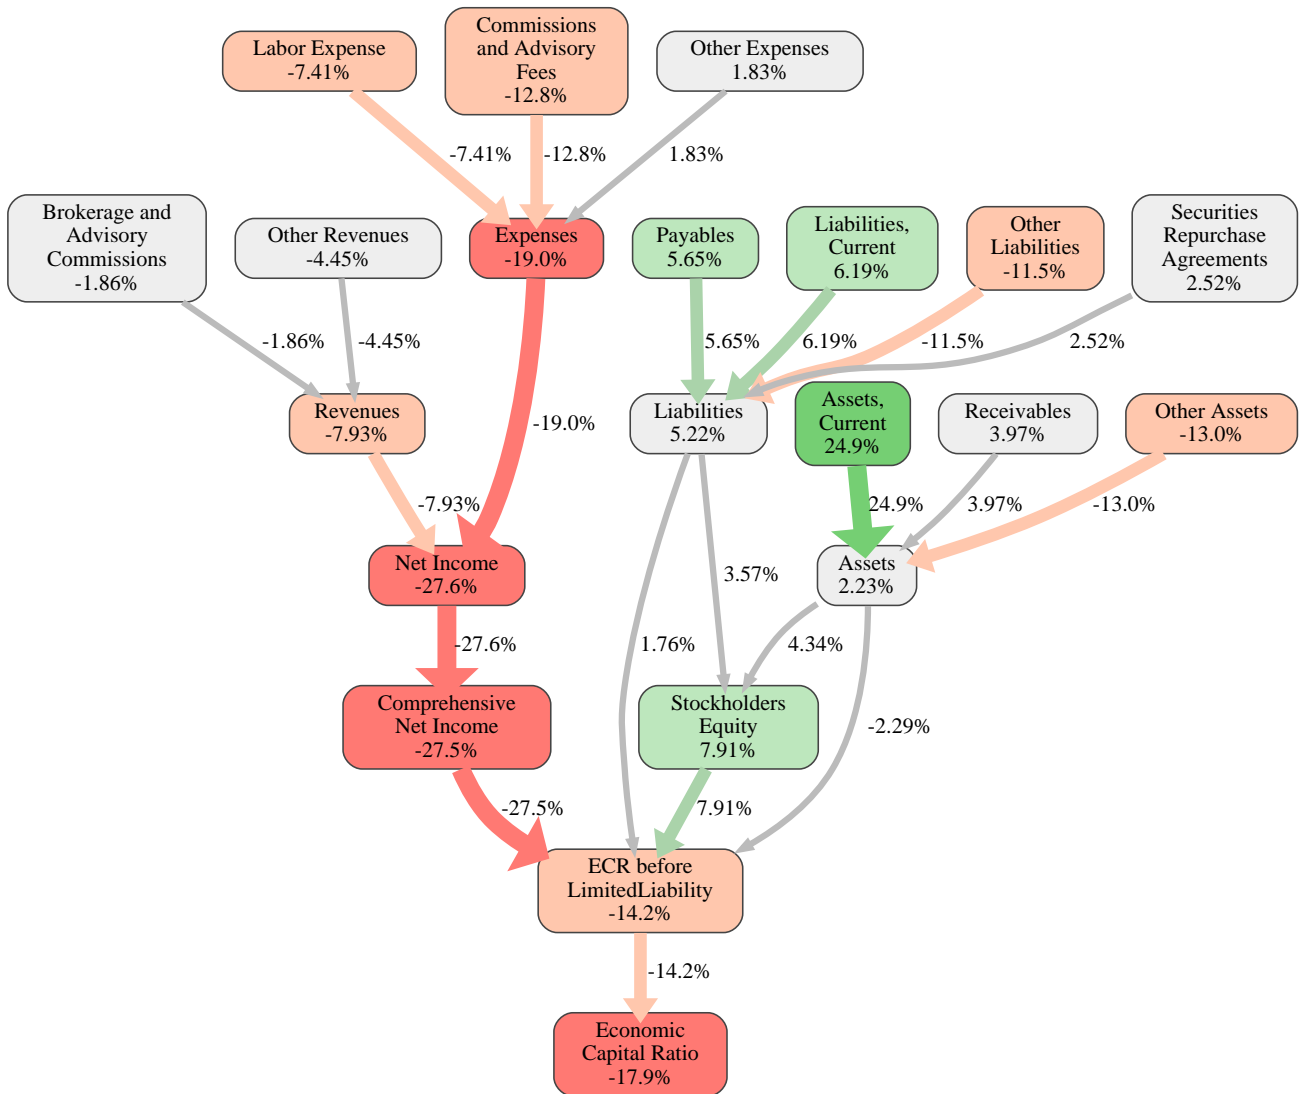 Labor Expense
-7.41%
Commissions
and Advisory
Fees
-12.8%
Other Expenses
1.83%
-7.41%
-12.8%
1.83%
Brokerage and
Advisory
Commissions
-1.86%
Other Revenues
-4.45%
Expenses
-19.0%
Payables
5.65%
Liabilities,
Current
6.19%
Other
Liabilities
-11.5%
Securities
Repurchase
Agreements
2.52%
-1.86%
-4.45%
5.65%
6.19%
-11.5%
2.52%
Revenues
-7.93%
-19.0%
Liabilities
5.22%
Assets,
Current
24.9%
Receivables
3.97%
Other Assets
-13.0%
-7.93%
24.9%
3.97%
-13.0%
Net Income
-27.6%
3.57%
Assets
2.23%
-27.6%
1.76%
4.34%
Comprehensive
Net Income
-27.5%
Stockholders
Equity
7.91%
-2.29%
-27.5%
7.91%
ECR before
LimitedLiability
-14.2%
-14.2%
Economic
Capital Ratio
-17.9%